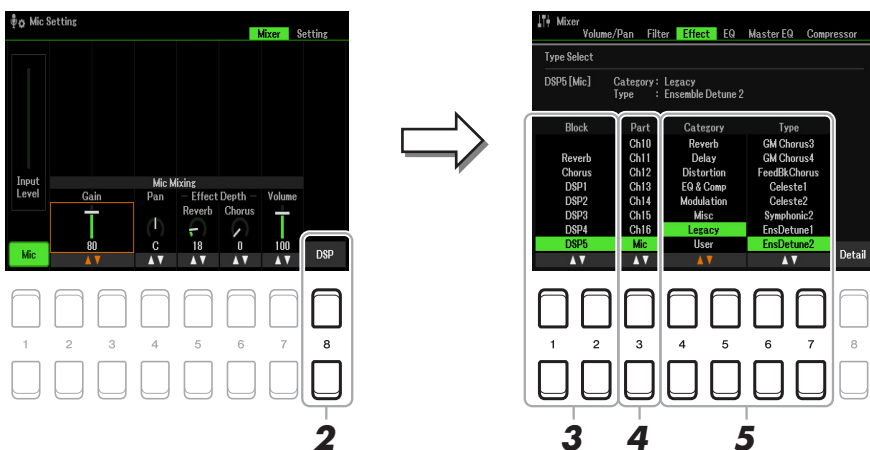 Mic Setting
Mixer Setting
Input Level
Mic Mixing
Gain Pan Effect Depth Volume
Reverb Chorus
80 C 18 0 100
Mic DSP
1 2 3 4 5 6 7 8
2
Mixer
Volume/Pan Filter Effect EQ Master EQ Compressor
Type Select
DSP5 [Mic] Category : Legacy
Type : Ensemble Detune 2
Block Part Category Type
Ch10 Reverb GM Chorus3
Reverb Ch11 Delay GM Chorus4
Chorus Ch12 Distortion FeedBkChorus
DSP1 Ch13 EQ & Comp Celeste1
DSP2 Ch14 Modulation Celeste2
DSP3 Ch15 Misc Symphonic2
DSP4 Ch16 Legacy EnsDetune1
DSP5 Mic User EnsDetune2
Detail
1 2 3 4 5 6 7 8
3 4 5